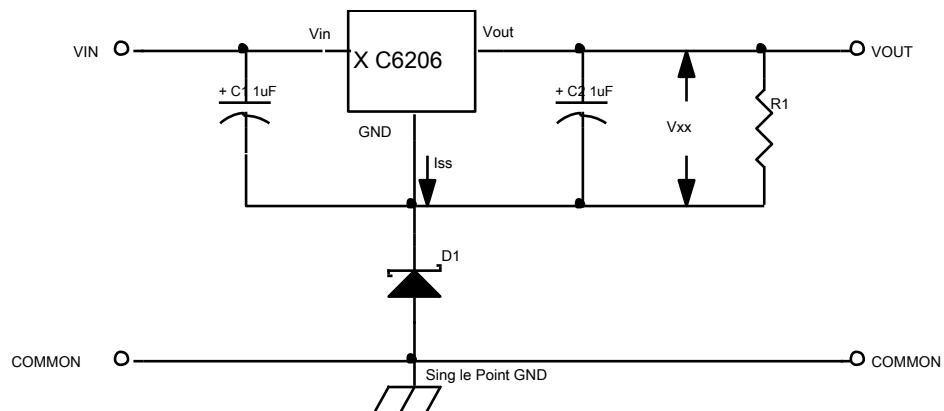 VIN
Vin
X C6206
Vout
VOUT
+ C1 1uF
+ C2 1uF
R1
Vxx
GND
Iss
D1
COMMON
COMMON
Sing le Point GND